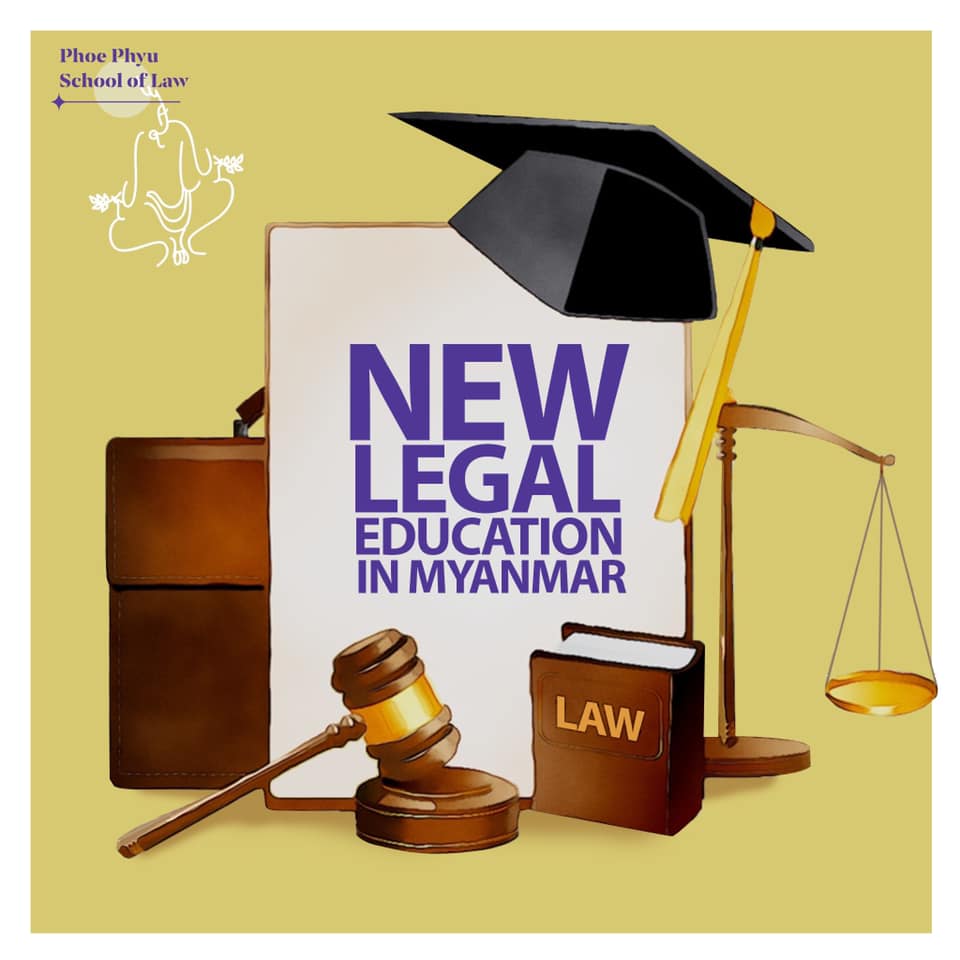 Phoe Phyu
School of Law
NEW
LEGAL
EDUCATION
IN MYANMAR
LAW